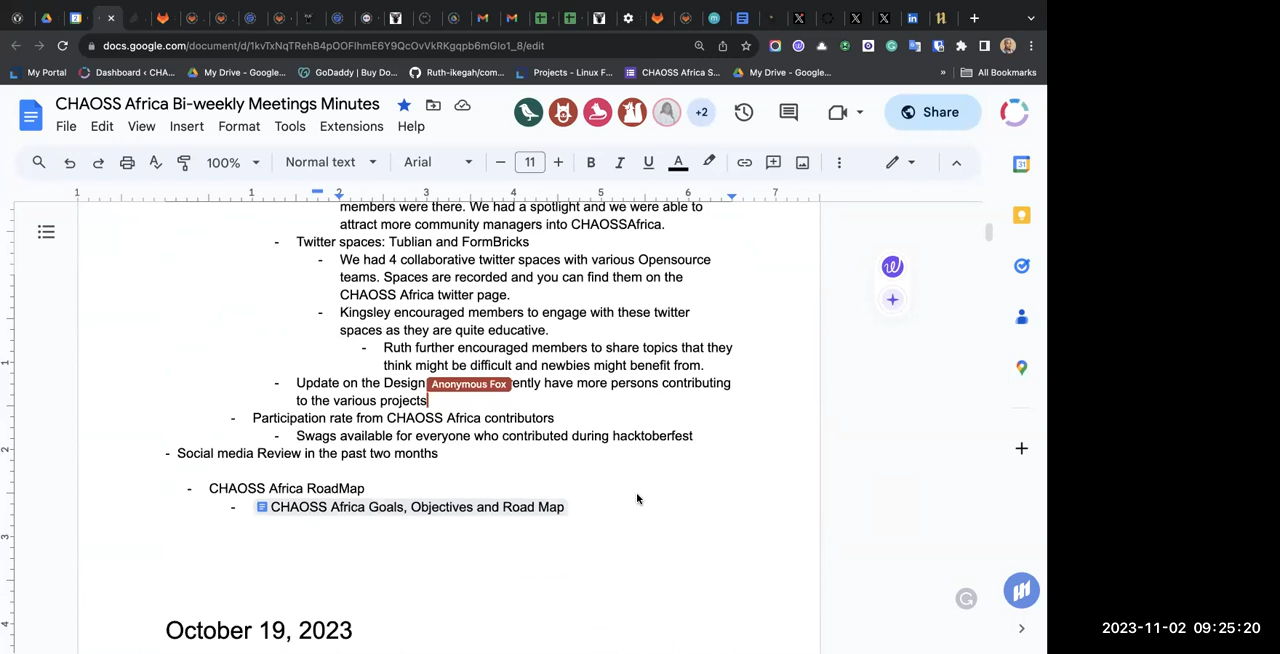 docs.google.com/document/d/1kvTxNqTRehB4pOOFlhmE6Y9QcOvVkRKgqpb6mGIo1_8/edit
My Portal Dashboard ‹ CHA... My Drive - Google... GoDaddy | Buy Do... Ruth-ikegah/com... Projects - Linux F... CHAOSS Africa S... My Drive - Google... » All Bookmarks
CHAOSS Africa Bi-weekly Meetings Minutes
+2
Share
File Edit View Insert Format Tools Extensions Help
100% Normal text Arial 11 B I U A
1 1 2 3 4 5 6 7
members were there. We had a spotlight and we were able to
attract more community managers into CHAOSSAfrica.
- Twitter spaces: Tublian and FormBricks
- We had 4 collaborative twitter spaces with various Opensource
teams. Spaces are recorded and you can find them on the
CHAOSS Africa twitter page.
- Kingsley encouraged members to engage with these twitter
spaces as they are quite educative.
- Ruth further encouraged members to share topics that they
think might be difficult and newbies might benefit from.
- Update on the Design Anonymous Fox ently have more persons contributing
to the various projects
- Participation rate from CHAOSS Africa contributors
- Swags available for everyone who contributed during hacktoberfest
- Social media Review in the past two months
- CHAOSS Africa RoadMap
- CHAOSS Africa Goals, Objectives and Road Map
October 19, 2023
2023-11-02 09:25:20